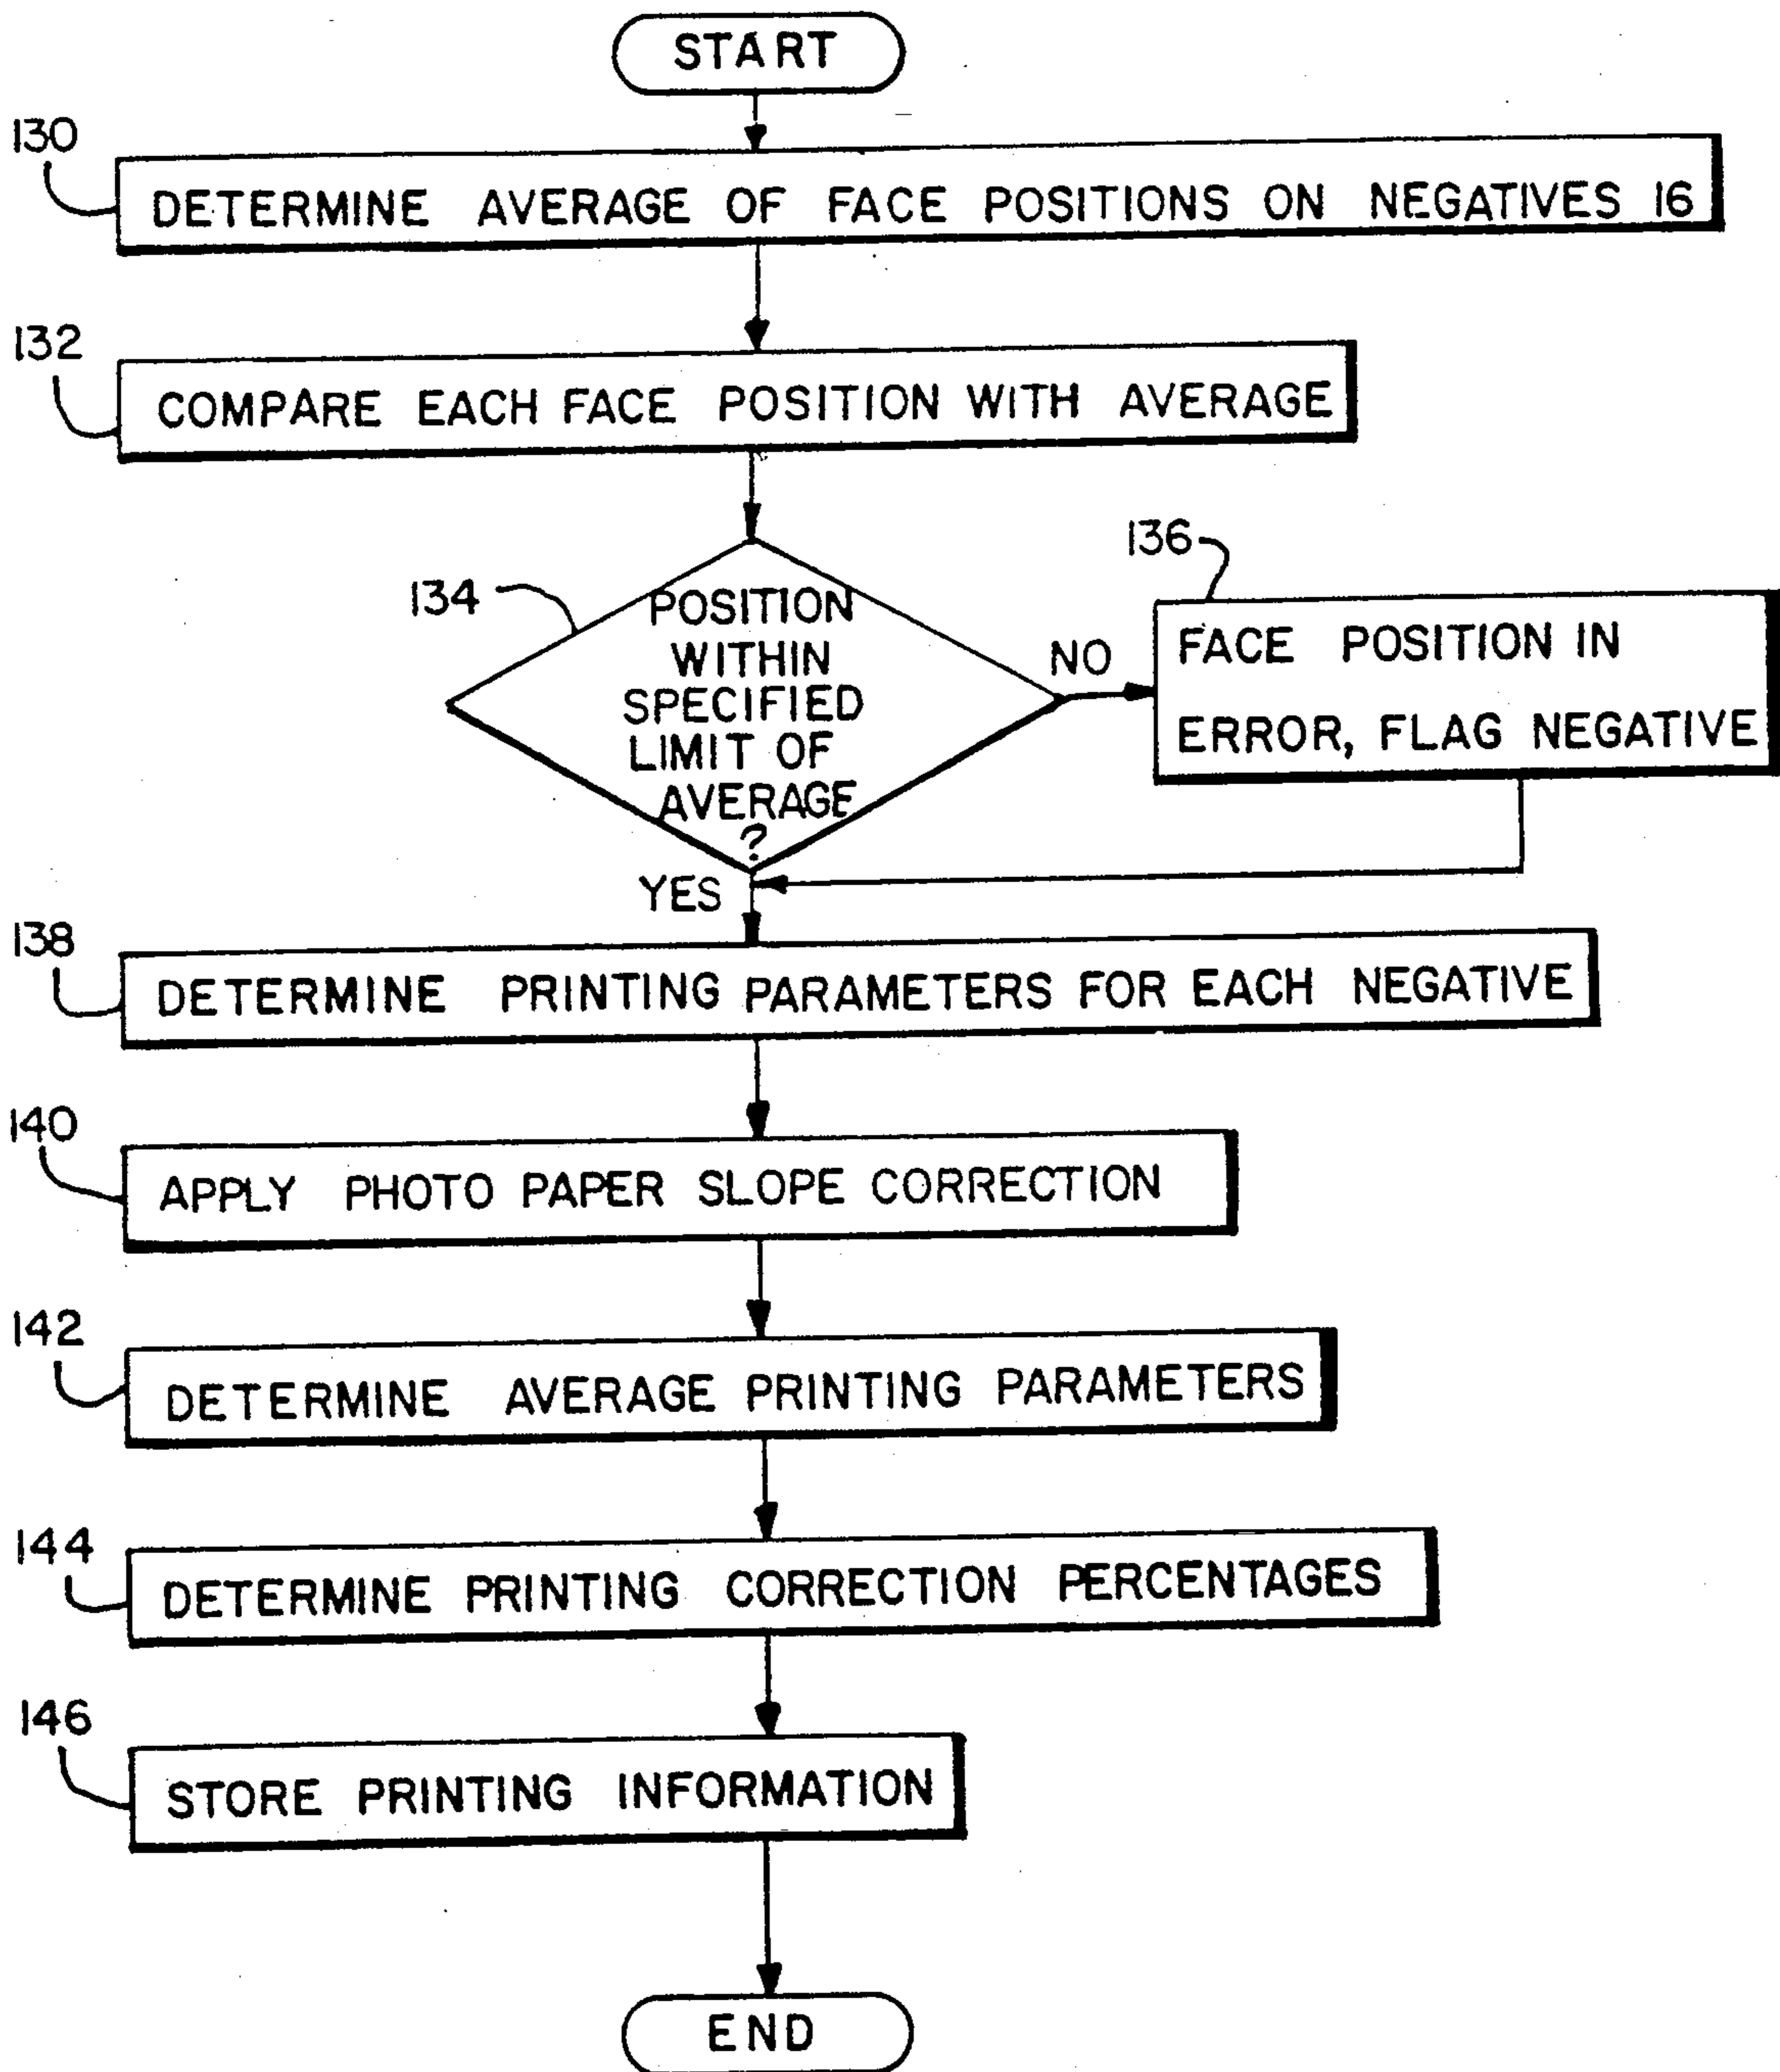 START
130
DETERMINE AVERAGE OF FACE POSITIONS ON NEGATIVES 16
132
COMPARE EACH FACE POSITION WITH AVERAGE
134
POSITION
WITHIN
SPECIFIED
LIMIT OF
AVERAGE
?
NO
136
FACE POSITION IN
ERROR, FLAG NEGATIVE
YES
138
DETERMINE PRINTING PARAMETERS FOR EACH NEGATIVE
140
APPLY PHOTO PAPER SLOPE CORRECTION
142
DETERMINE AVERAGE PRINTING PARAMETERS
144
DETERMINE PRINTING CORRECTION PERCENTAGES
146
STORE PRINTING INFORMATION
END